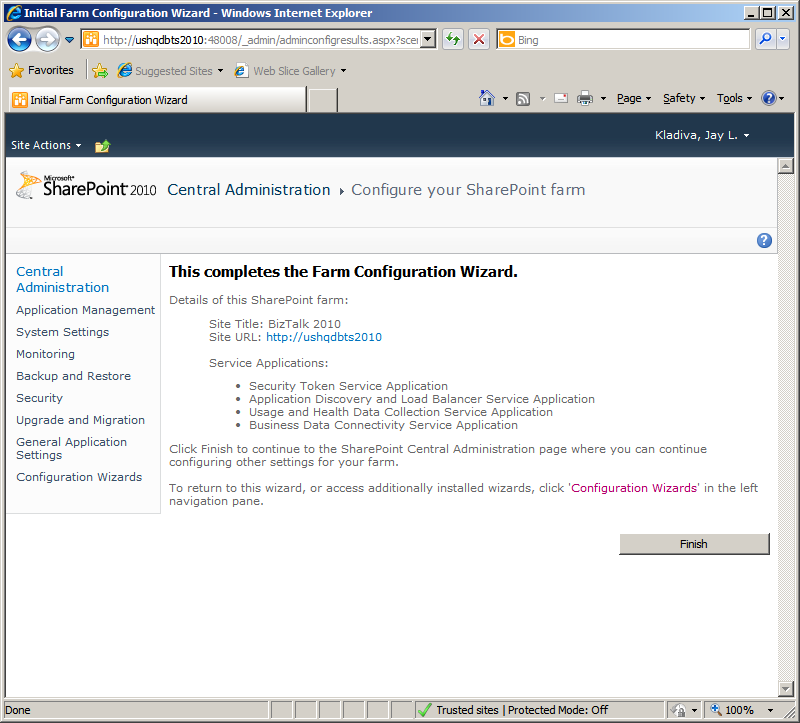 Initial Farm Configuration Wizard - Windows Internet Explorer
http://ushqdbts2010:48008/_admin/adminconfigresults.aspx?scen
Bing
Favorites
Suggested Sites
Web Slice Gallery
Initial Farm Configuration Wizard
Page
Safety
Tools
Site Actions
Kladiva, Jay L.
Microsoft
SharePoint 2010
Central Administration
Configure your SharePoint farm
Central
Administration
Application Management
System Settings
Monitoring
Backup and Restore
Security
Upgrade and Migration
General Application
Settings
Configuration Wizards
This completes the Farm Configuration Wizard.
Details of this SharePoint farm:
Site Title: BizTalk 2010
Site URL: http://ushqdbts2010
Service Applications:
• Security Token Service Application
• Application Discovery and Load Balancer Service Application
• Usage and Health Data Collection Service Application
• Business Data Connectivity Service Application
Click Finish to continue to the SharePoint Central Administration page where you can continue
configuring other settings for your farm.
To return to this wizard, or access additionally installed wizards, click 'Configuration Wizards' in the left
navigation pane.
Finish
Done
Trusted sites | Protected Mode: Off
100%